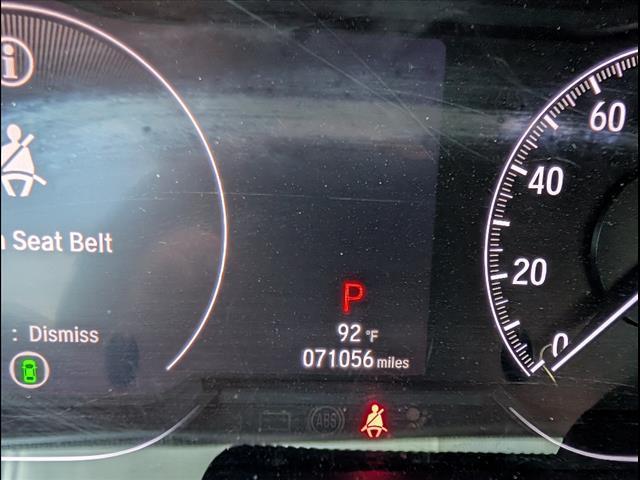 i
Seat Belt
: Dismiss
P
92 °F
071056 miles
ABS
60
40
20
0